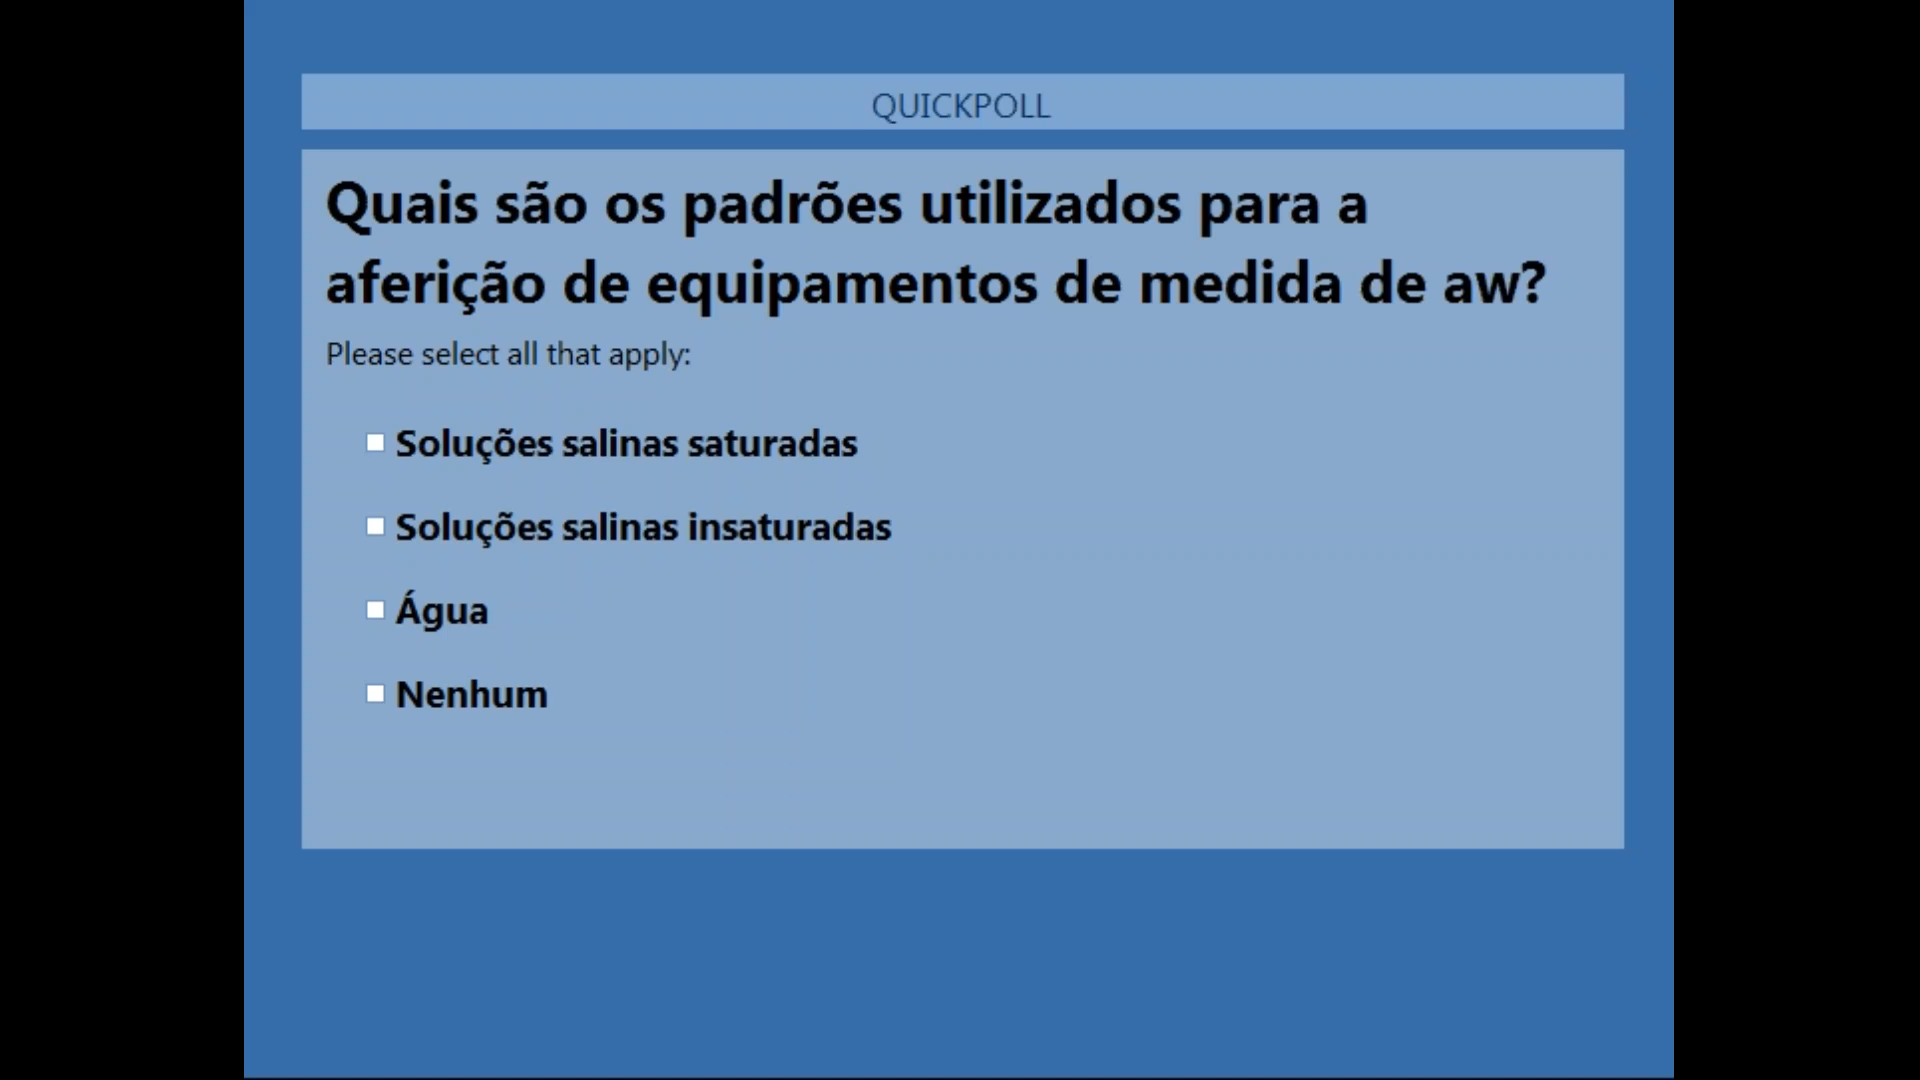 QUICKPOLL
Quais são os padrões utilizados para a
aferição de equipamentos de medida de aw?
Please select all that apply:
Soluções salinas saturadas
Soluções salinas insaturadas
Água
Nenhum